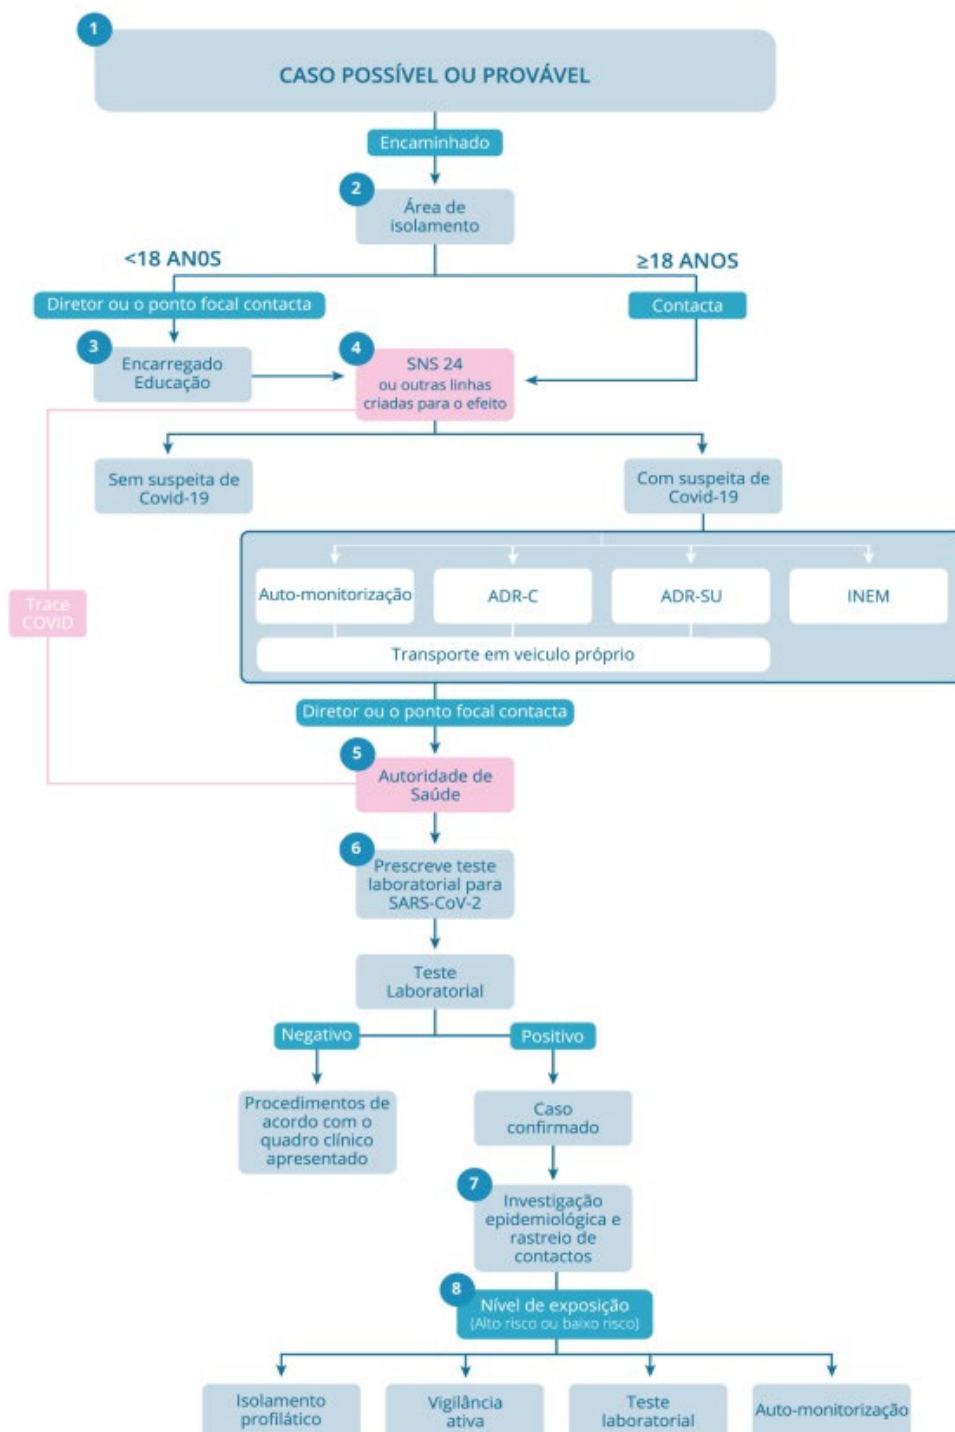 1
CASO POSSÍVEL OU PROVÁVEL
Encaminhado
2
Área de
isolamento
<18 AN0S
≥18 ANOS
Diretor ou o ponto focal contacta
Contacta
3
Encarregado
Educação
4
SNS 24
ou outras linhas
criadas para o efeito
Sem suspeita de
Covid-19
Com suspeita de
Covid-19
Trace
COVID
Auto-monitorização
ADR-C
ADR-SU
INEM
Transporte em veiculo próprio
Diretor ou o ponto focal contacta
5
Autoridade de
Saúde
6
Prescreve teste
laboratorial para
SARS-CoV-2
Teste
Laboratorial
Negativo
Positivo
Procedimentos de
acordo com o
quadro clínico
apresentado
Caso
confirmado
7
Investigação
epidemiológica e
rastreio de
contactos
8
Nível de exposição
(Alto risco ou baixo risco)
Isolamento
profilático
Vigilância
ativa
Teste
laboratorial
Auto-monitorização